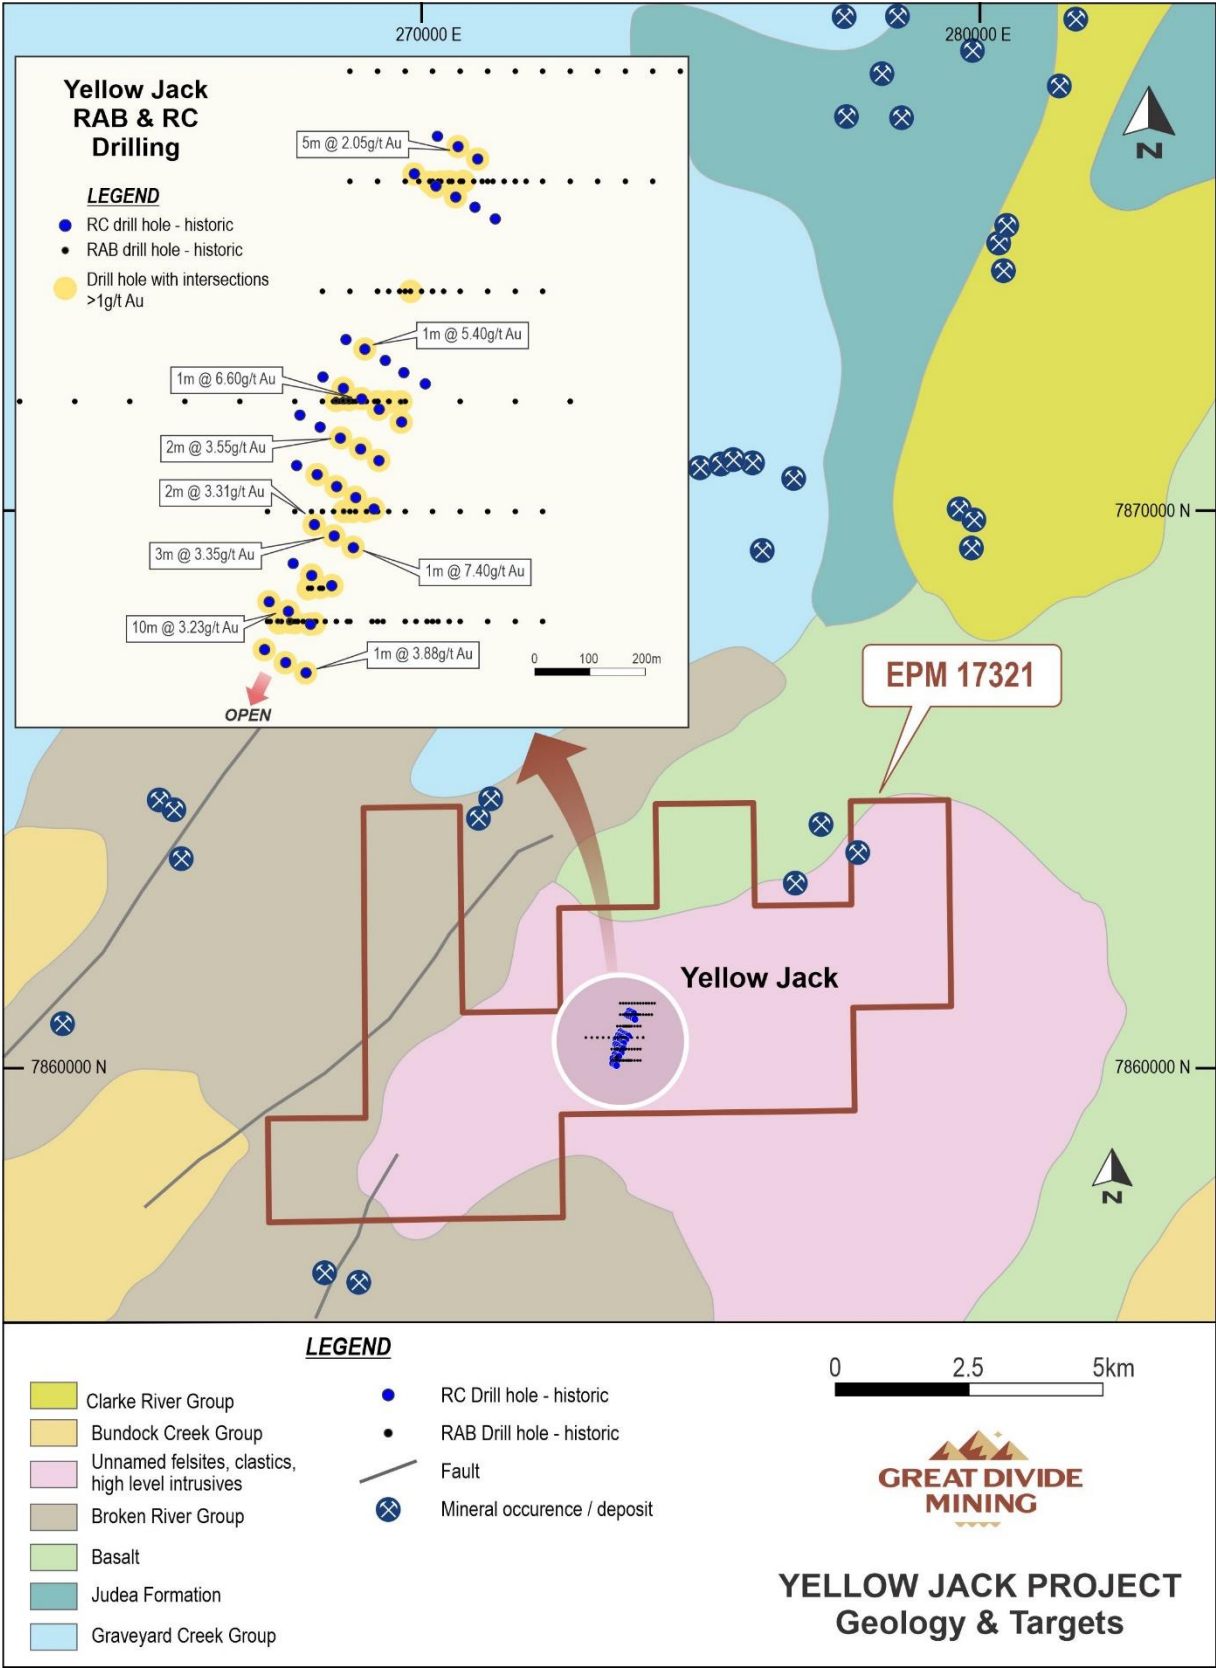 270000 E
280000 E
Yellow Jack
RAB & RC
Drilling
LEGEND
RC drill hole - historic
RAB drill hole - historic
Drill hole with intersections
>1g/t Au
5m @ 2.05g/t Au
1m @ 5.40g/t Au
1m @ 6.60g/t Au
2m @ 3.55g/t Au
2m @ 3.31g/t Au
3m @ 3.35g/t Au
1m @ 7.40g/t Au
10m @ 3.23g/t Au
1m @ 3.88g/t Au
0 100 200m
OPEN
N
7870000 N
EPM 17321
Yellow Jack
7860000 N
7860000 N
N
LEGEND
Clarke River Group
Bundock Creek Group
Unnamed felsites, clastics,
high level intrusives
Broken River Group
Basalt
Judea Formation
Graveyard Creek Group
RC Drill hole - historic
RAB Drill hole - historic
Fault
Mineral occurence / deposit
0 2.5 5km
GREAT DIVIDE
MINING
YELLOW JACK PROJECT
Geology & Targets